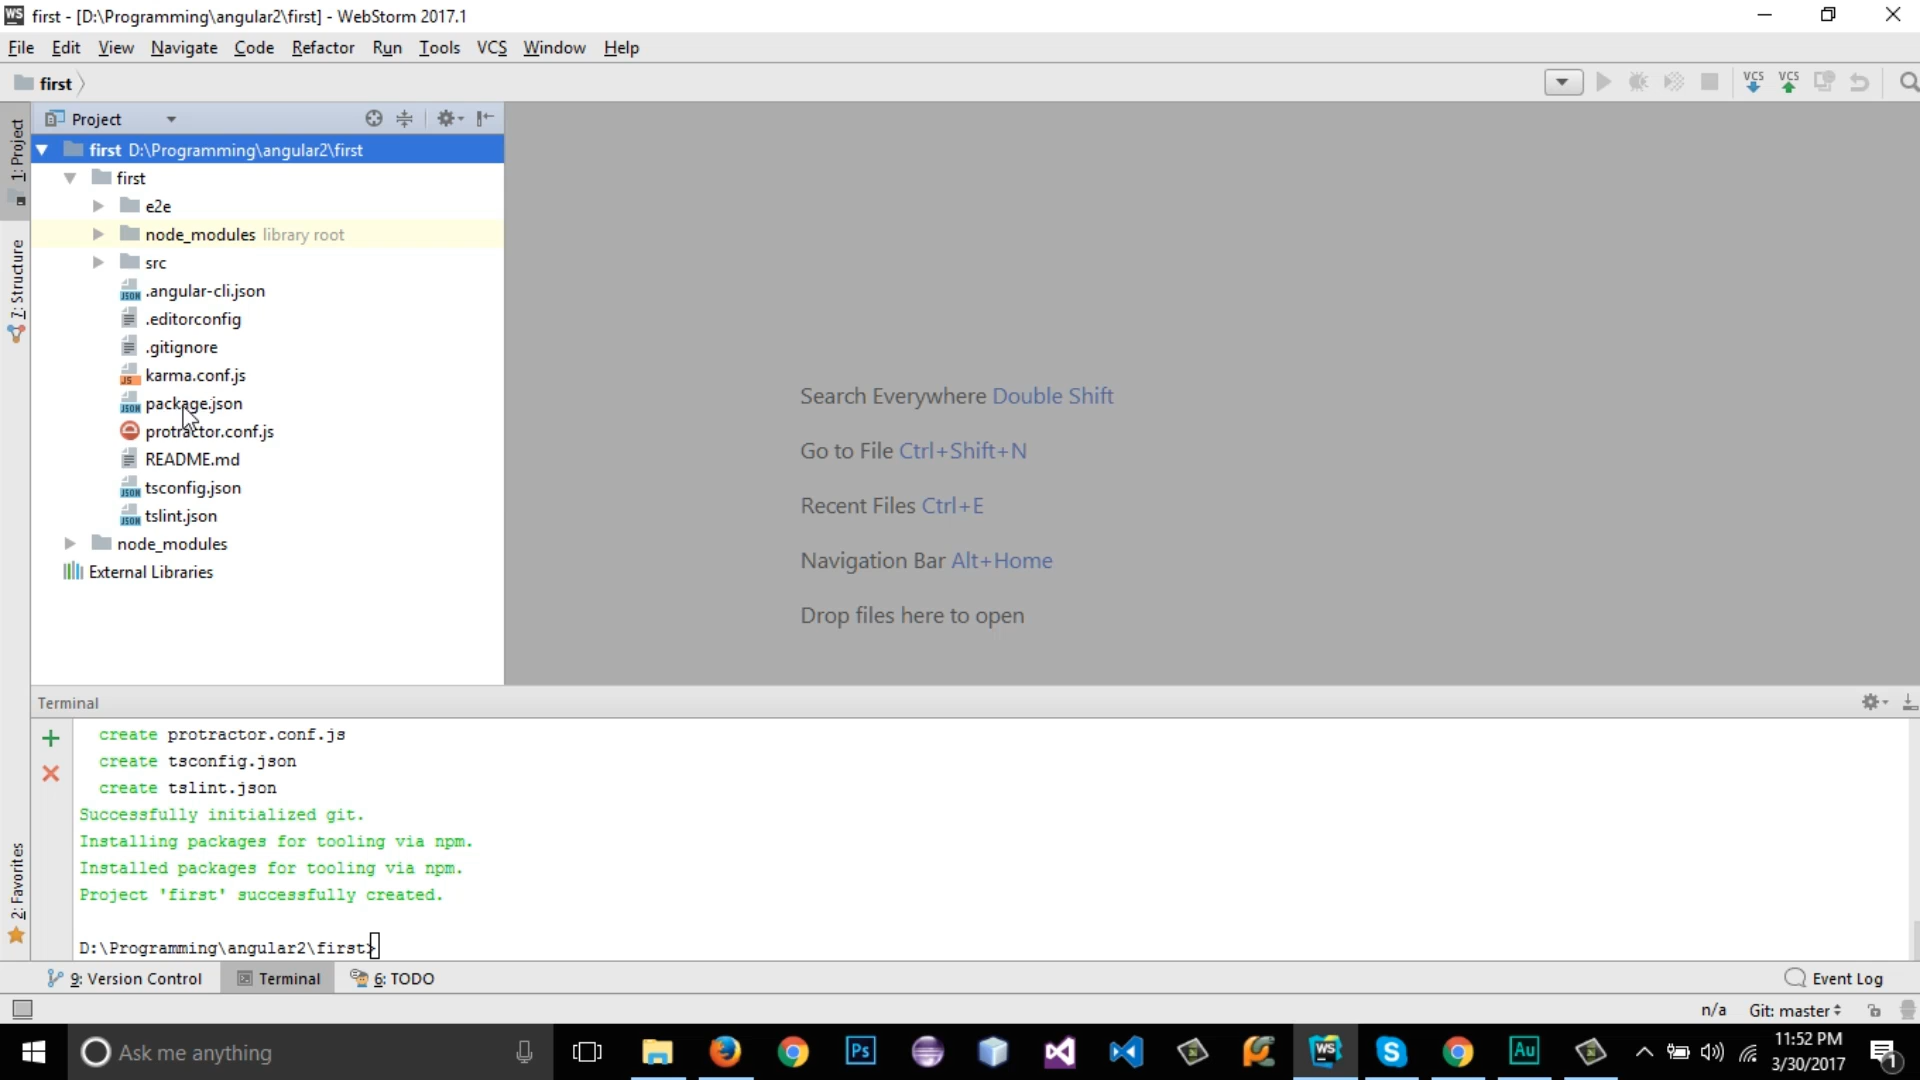 WS first - [D:\Programming\angular2\first] - WebStorm 2017.1
File Edit View Navigate Code Refactor Run Tools VCS Window Help
first
VCS VCS
1: Project
7: Structure
2: Favorites
Project
first D:\Programming\angular2\first
first
e2e
node_modules library root
src
.angular-cli.json
.editorconfig
.gitignore
karma.conf.js
package.json
protractor.conf.js
README.md
tsconfig.json
tslint.json
node_modules
External Libraries
Search Everywhere Double Shift
Go to File Ctrl+Shift+N
Recent Files Ctrl+E
Navigation Bar Alt+Home
Drop files here to open
Terminal
create protractor.conf.js
create tsconfig.json
create tslint.json
Successfully initialized git.
Installing packages for tooling via npm.
Installed packages for tooling via npm.
Project 'first' successfully created.
D:\Programming\angular2\first>
9: Version Control Terminal 6: TODO Event Log
n/a Git: master
Ask me anything
Ps WS S Au
11:52 PM
3/30/2017
1